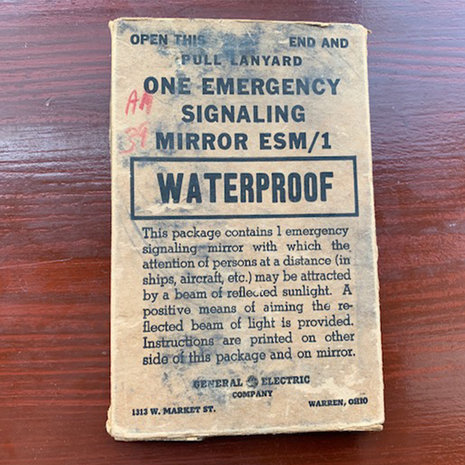 OPEN THIS END AND
PULL LANYARD
ONE EMERGENCY
SIGNALING
MIRROR ESM/1
AM
39
WATERPROOF
This package contains 1 emergency
signaling mirror with which the
attention of persons at a distance (in
ships, aircraft, etc.) may be attracted
by a beam of reflected sunlight. A
positive means of aiming the re-
flected beam of light is provided.
Instructions are printed on other
side of this package and on mirror.
GENERAL ELECTRIC
COMPANY
1313 W. MARKET ST. WARREN, OHIO